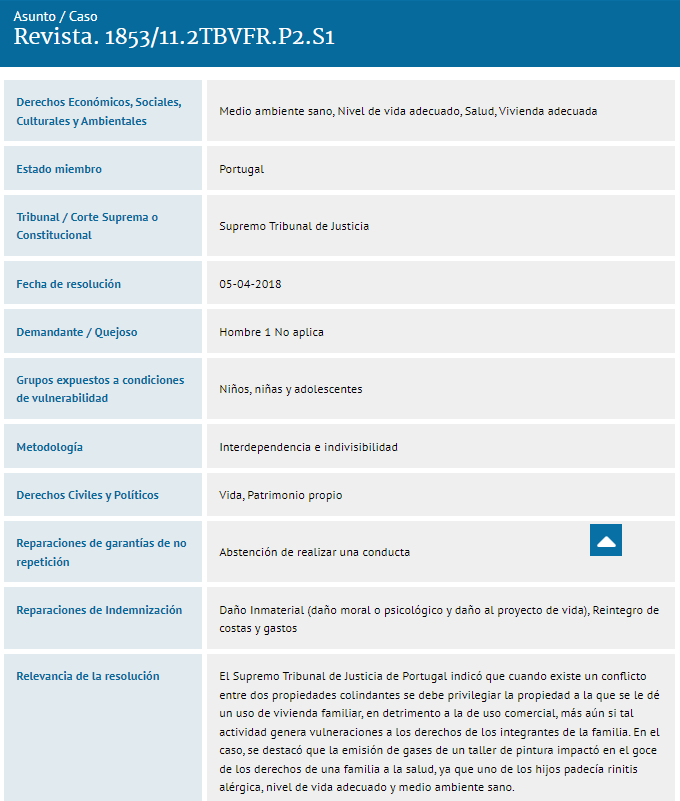 Asunto / Caso
Revista. 1853/11.2TBVFR.P2.S1
Derechos Económicos, Sociales,
Culturales y Ambientales
Medio ambiente sano, Nivel de vida adecuado, Salud, Vivienda adecuada
Estado miembro
Portugal
Tribunal / Corte Suprema o
Constitucional
Supremo Tribunal de Justicia
Fecha de resolución
05-04-2018
Demandante / Quejoso
Hombre 1 No aplica
Grupos expuestos a condiciones
de vulnerabilidad
Niños, niñas y adolescentes
Metodología
Interdependencia e indivisibilidad
Derechos Civiles y Políticos
Vida, Patrimonio propio
Reparaciones de garantías de no
repetición
Abstención de realizar una conducta
Reparaciones de Indemnización
Daño Inmaterial (daño moral o psicológico y daño al proyecto de vida), Reintegro de
costas y gastos
Relevancia de la resolución
El Supremo Tribunal de Justicia de Portugal indicó que cuando existe un conflicto
entre dos propiedades colindantes se debe privilegiar la propiedad a la que se le dé
un uso de vivienda familiar, en detrimento a la de uso comercial, más aún si tal
actividad genera vulneraciones a los derechos de los integrantes de la familia. En el
caso, se destacó que la emisión de gases de un taller de pintura impactó en el goce
de los derechos de una familia a la salud, ya que uno de los hijos padecía rinitis
alérgica, nivel de vida adecuado y medio ambiente sano.